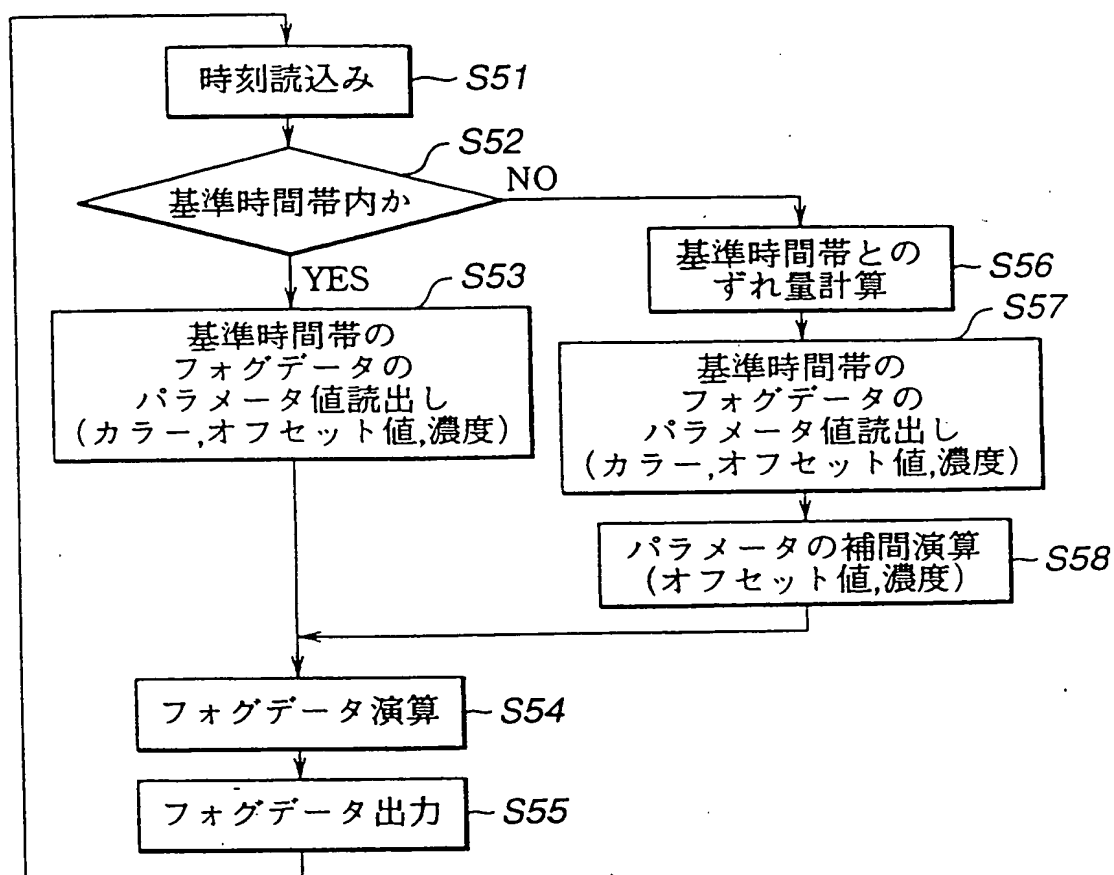 時刻読込み
S51
S52
基準時間帯内か
NO
YES
S53
基準時間帯の
フォグデータの
パラメータ値読出し
(カラー,オフセット値,濃度)
基準時間帯との
ずれ量計算
S56
S57
基準時間帯の
フォグデータの
パラメータ値読出し
(カラー,オフセット値,濃度)
パラメータの補間演算
(オフセット値,濃度)
S58
フォグデータ演算
S54
フォグデータ出力
S55